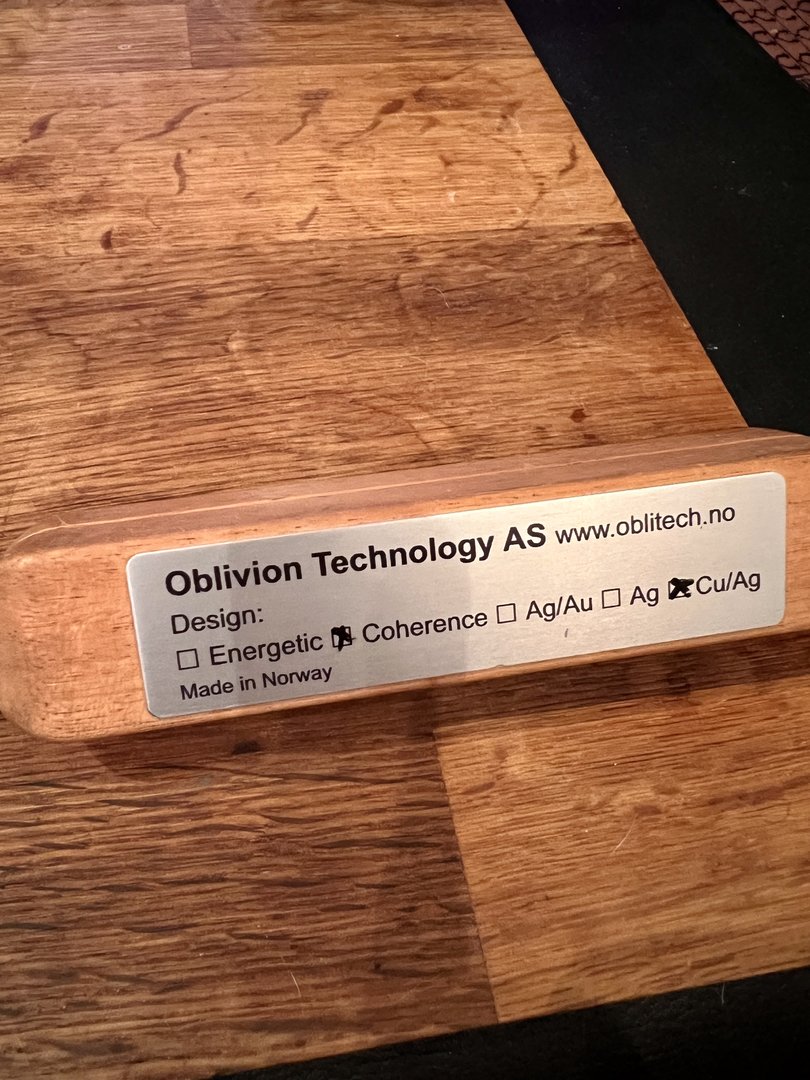 Oblivion Technology AS www.oblitech.no
Design:
☐ Energetic ☒ Coherence ☐ Ag/Au ☐ Ag ☒ Cu/Ag
Made in Norway